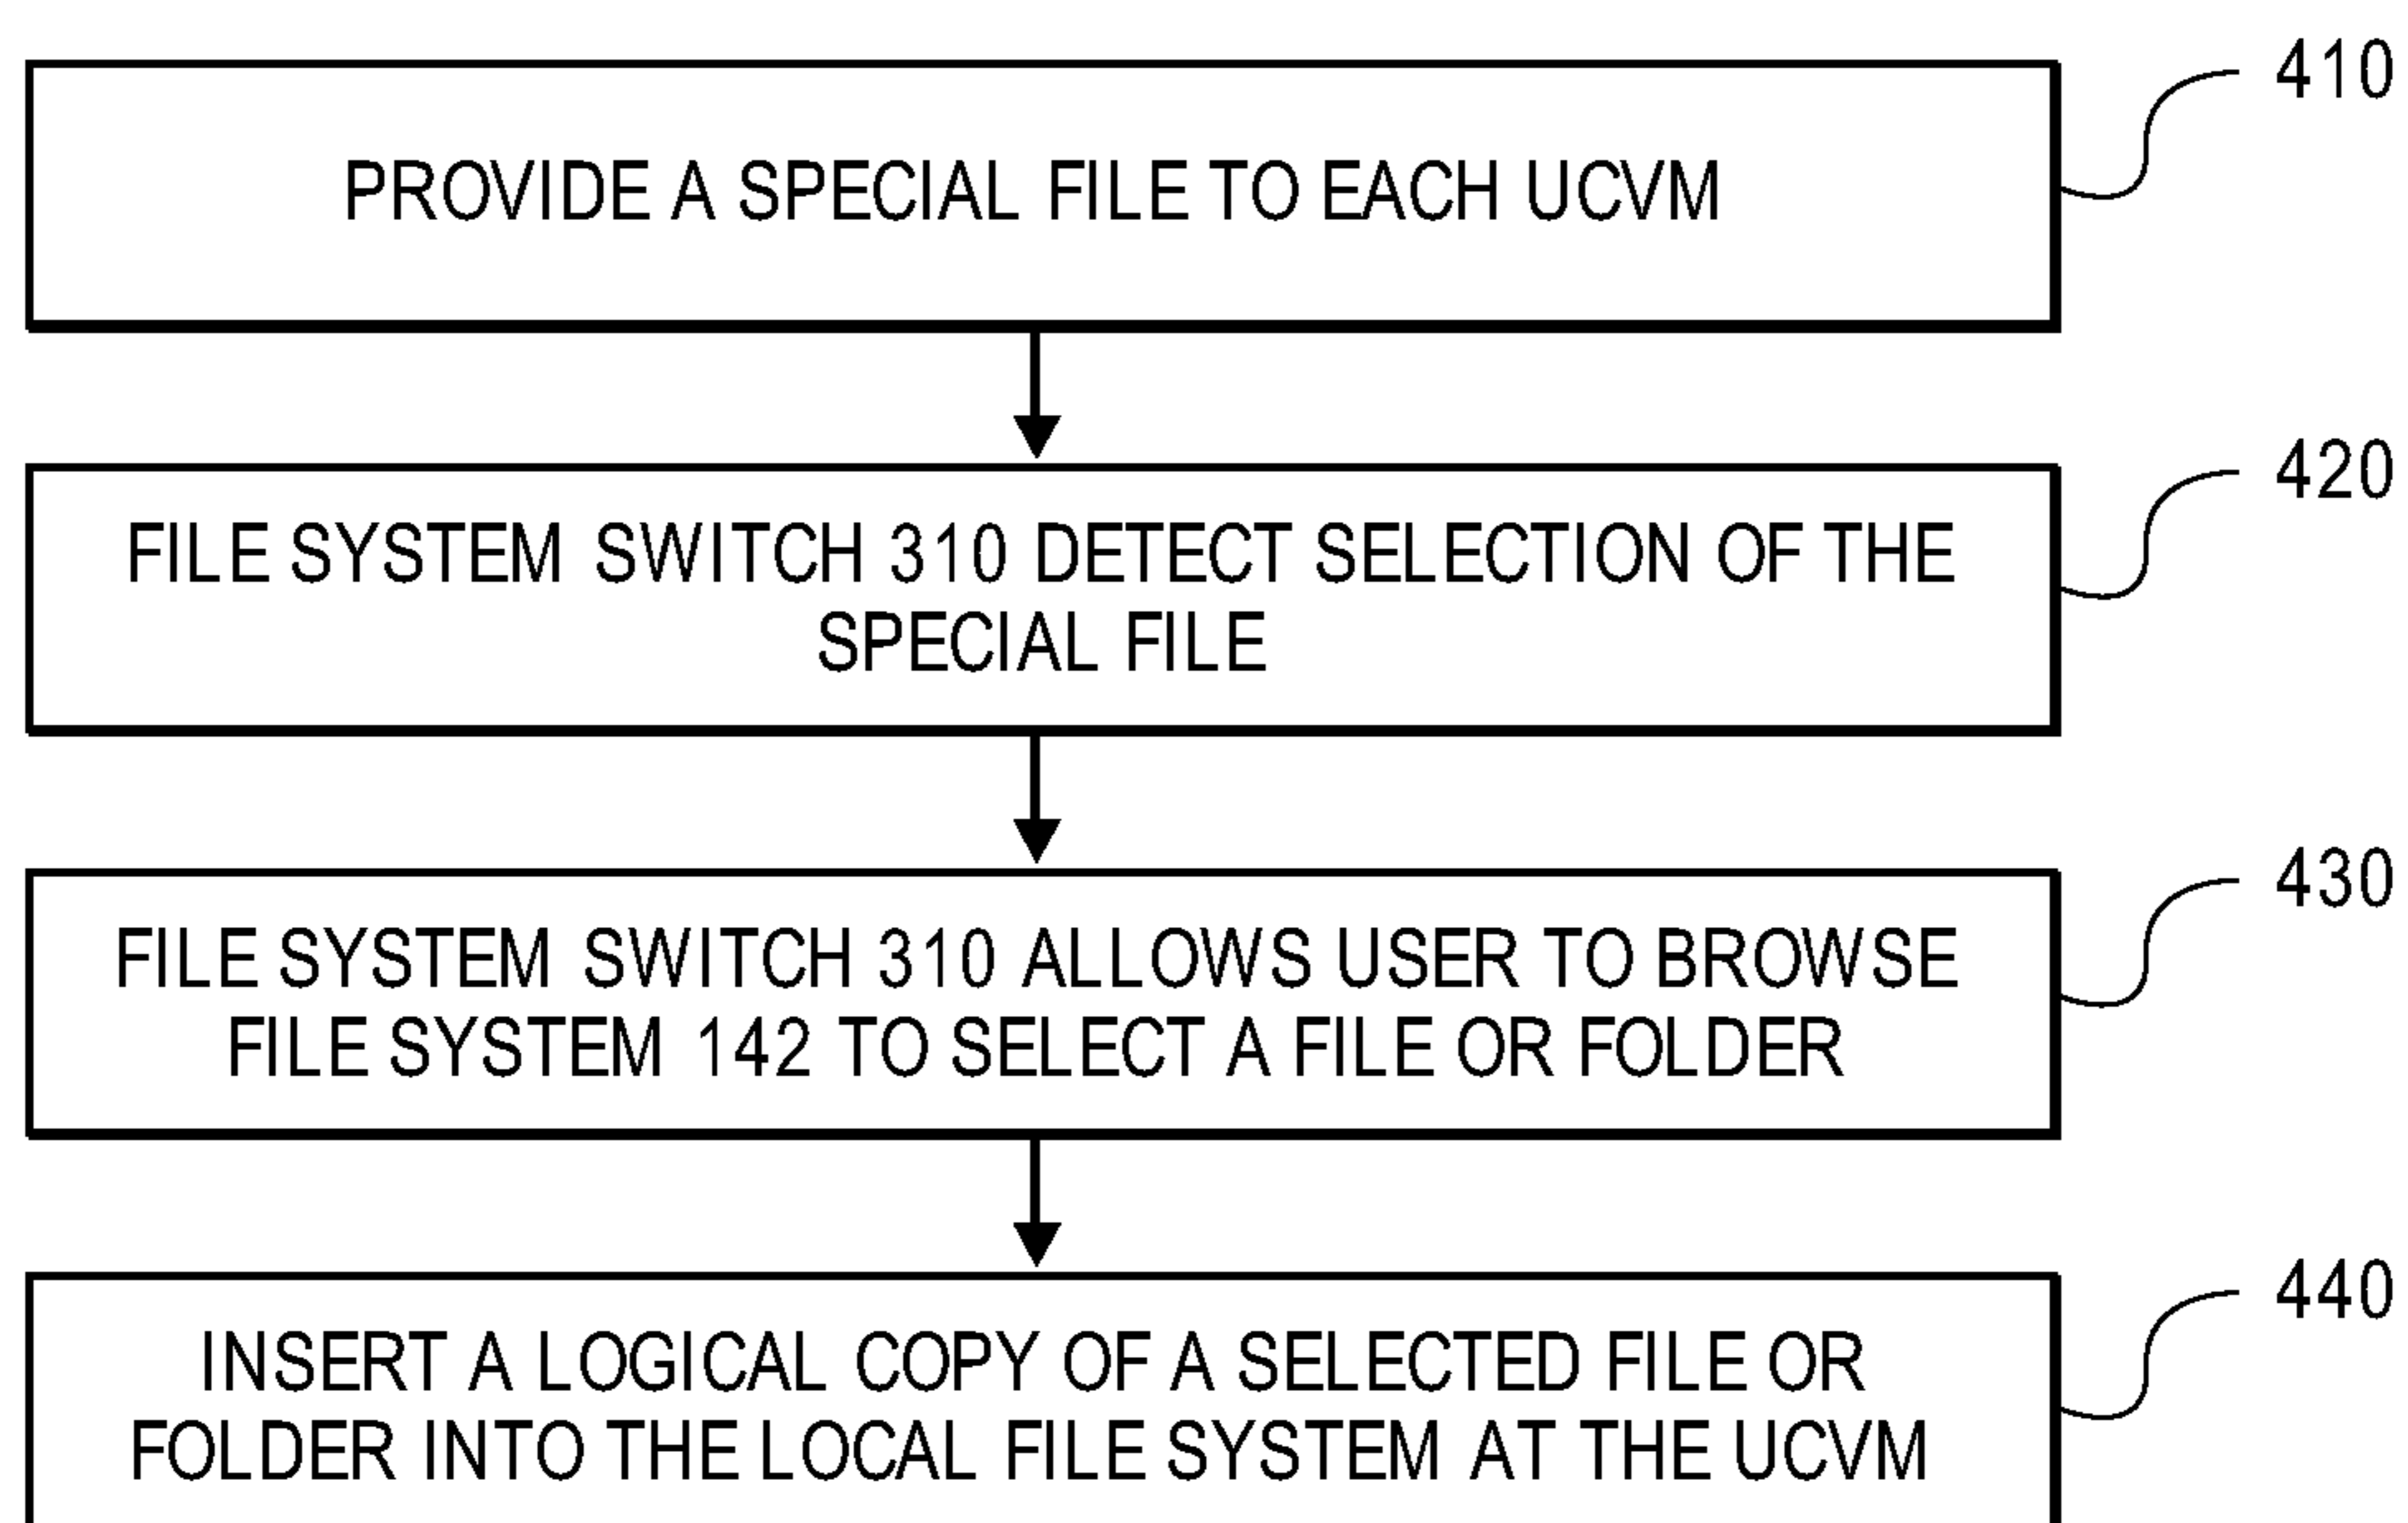 410
PROVIDE A SPECIAL FILE TO EACH UCVM
420
FILE SYSTEM SWITCH 310 DETECT SELECTION OF THE
SPECIAL FILE
430
FILE SYSTEM SWITCH 310 ALLOWS USER TO BROWSE
FILE SYSTEM 142 TO SELECT A FILE OR FOLDER
440
INSERT A LOGICAL COPY OF A SELECTED FILE OR
FOLDER INTO THE LOCAL FILE SYSTEM AT THE UCVM